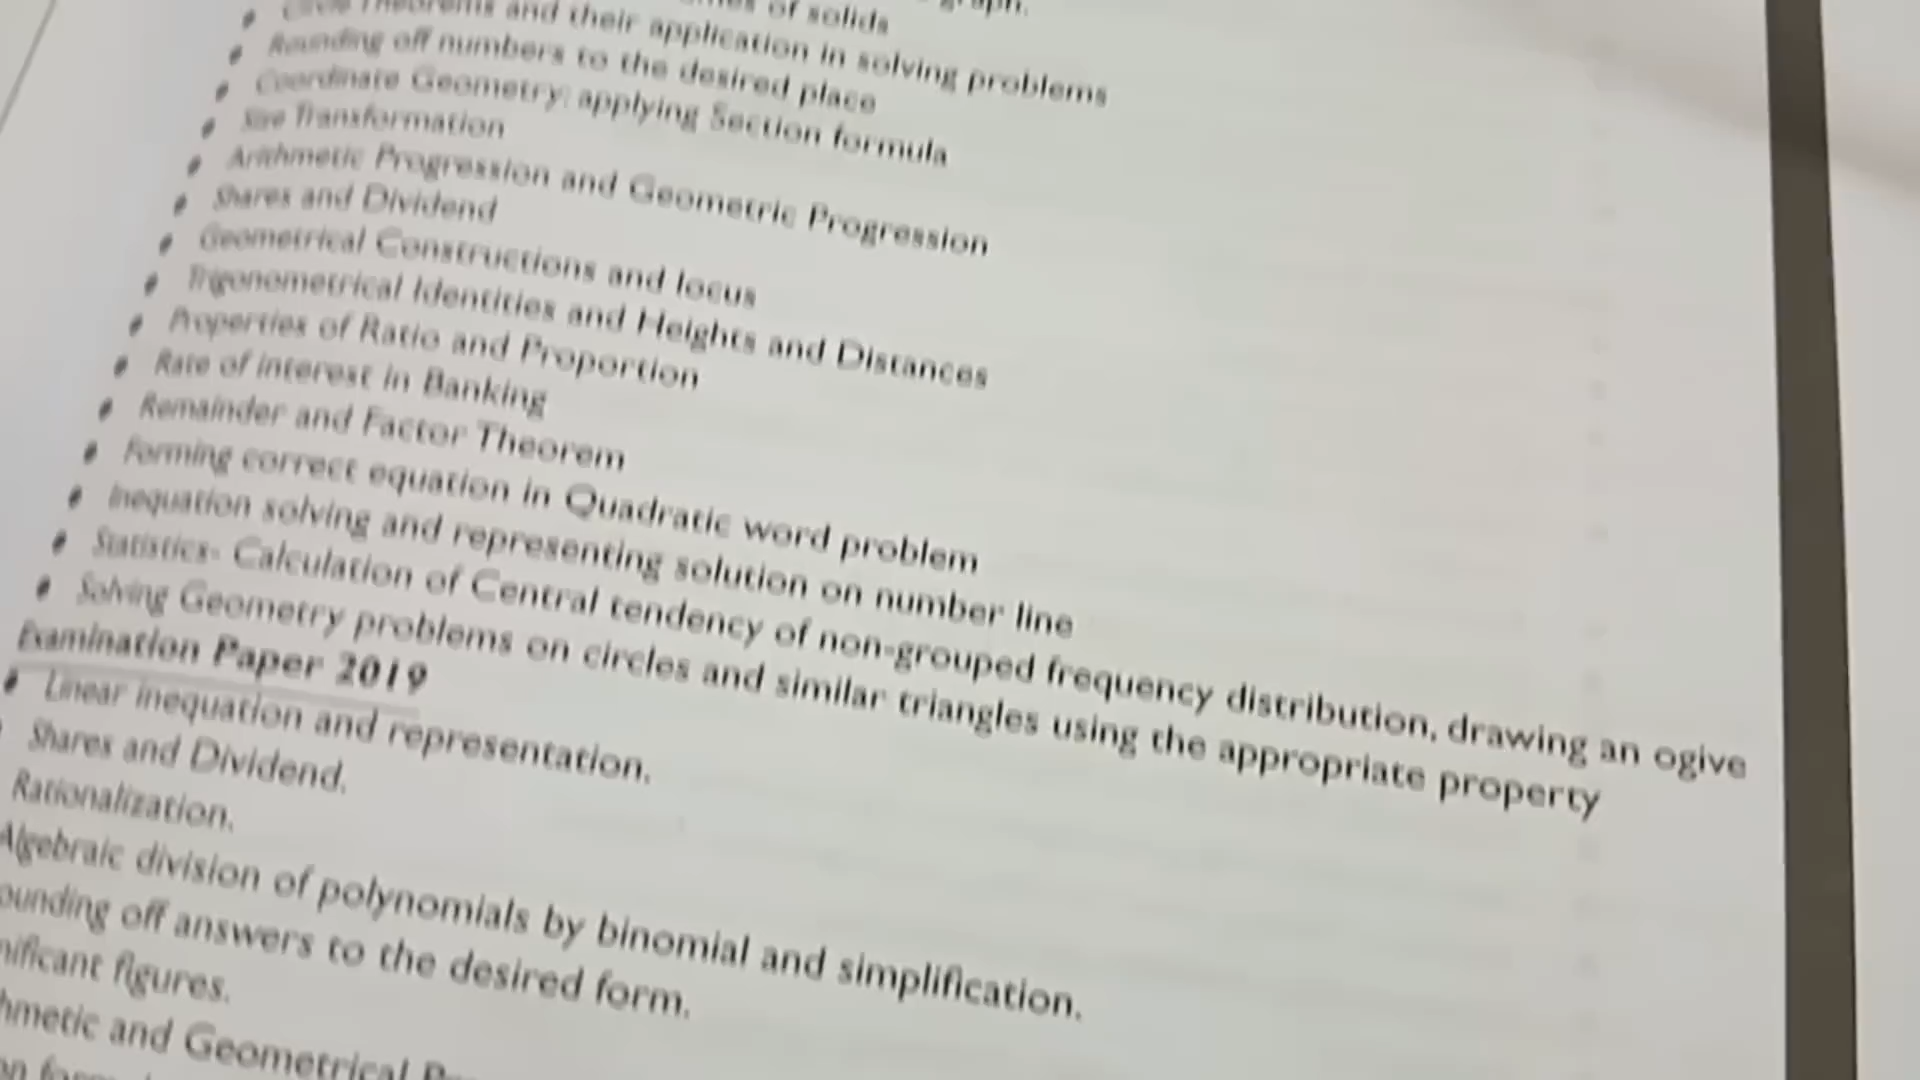 of solids
Theorems and their application in solving problems
Rounding off numbers to the desired place
Coordinate Geometry: applying Section formula
Size Transformation
Arithmetic Progression and Geometric Progression
Shares and Dividend
Geometrical Constructions and locus
Trigonometrical Identities and Heights and Distances
Properties of Ratio and Proportion
Rate of interest in Banking
Remainder and Factor Theorem
Forming correct equation in Quadratic word problem
Inequation solving and representing solution on number line
Statistics- Calculation of Central tendency of non-grouped frequency distribution, drawing an ogive
Solving Geometry problems on circles and similar triangles using the appropriate property
Examination Paper 2019
Linear inequation and representation.
Shares and Dividend.
Rationalization.
Algebraic division of polynomials by binomial and simplification.
ounding off answers to the desired form.
nificant figures.
hmetic and Geometrical